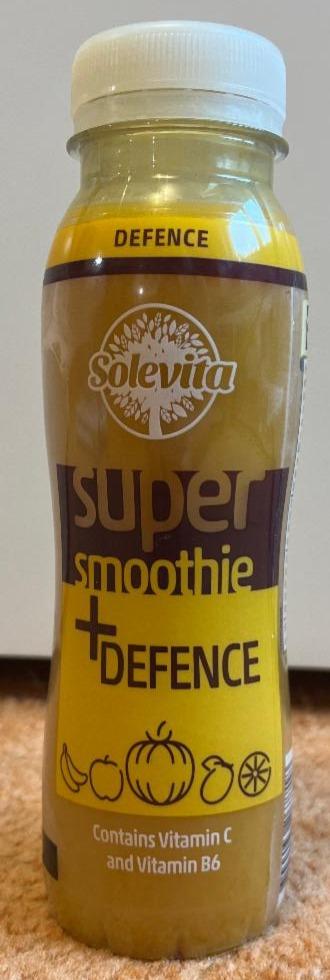 DEFENCE
Solevita
super
smoothie
+DEFENCE
Contains Vitamin C
and Vitamin B6